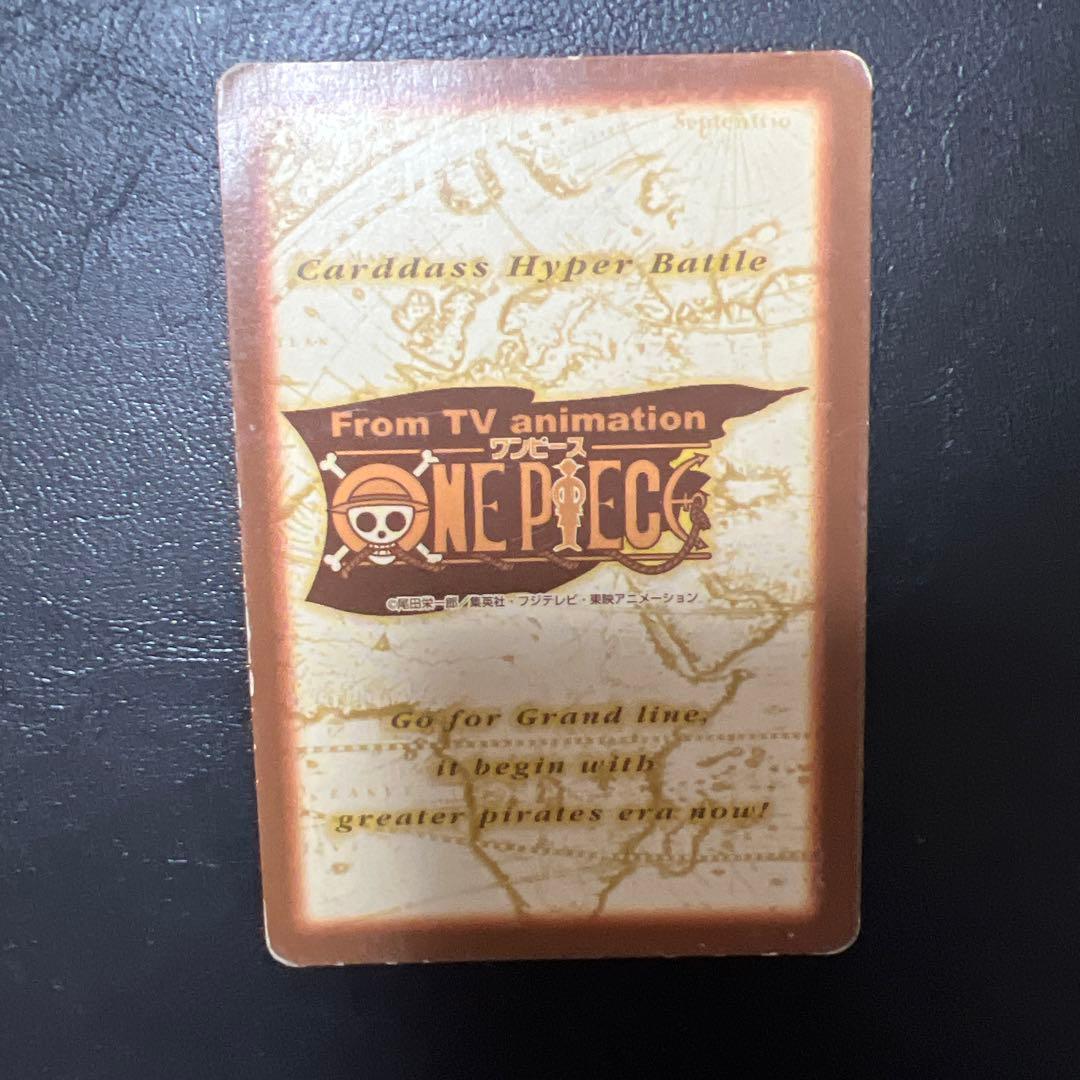 Septentrio
Carddass Hyper Battle
From TV animation
ワンピース
ONE PIECE
©尾田栄一郎／集英社・フジテレビ・東映アニメーション
Go for Grand line,
it begin with
greater pirates era now!